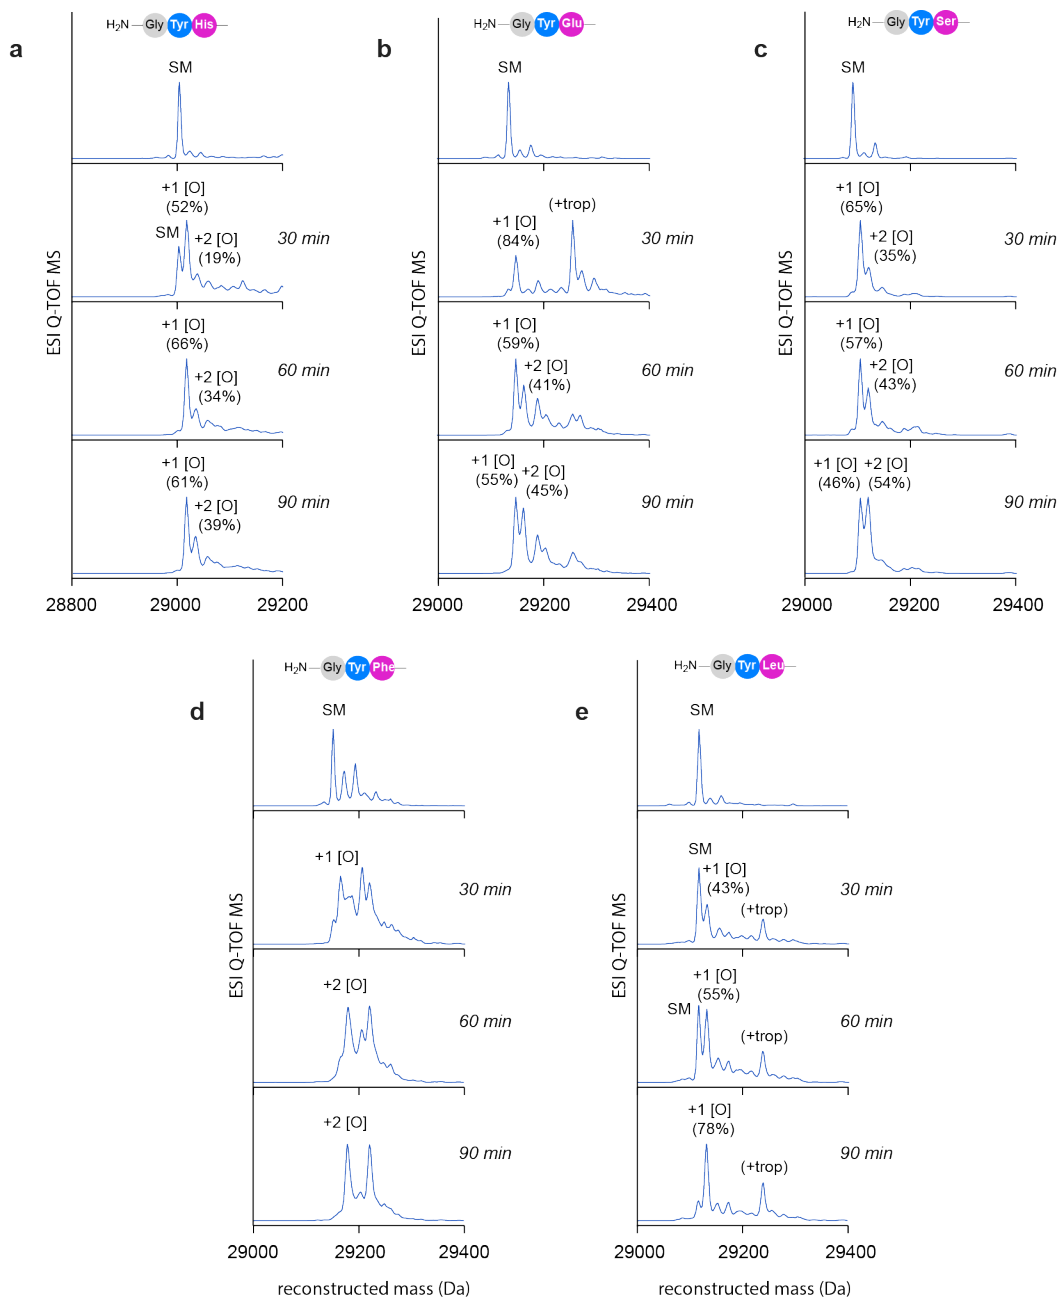 a
H₂N Gly Tyr His
SM
+1 [O]
(52%)
SM
+2 [O]
(19%)
30 min
+1 [O]
(66%)
+2 [O]
(34%)
60 min
+1 [O]
(61%)
+2 [O]
(39%)
90 min
ESI Q-TOF MS
28800 29000 29200
b
H₂N Gly Tyr Glu
SM
(+trop)
+1 [O]
(84%)
30 min
+1 [O]
(59%)
+2 [O]
(41%)
60 min
+1 [O]
(55%)
+2 [O]
(45%)
90 min
ESI Q-TOF MS
29000 29200 29400
c
H₂N Gly Tyr Ser
SM
+1 [O]
(65%)
+2 [O]
(35%)
30 min
+1 [O]
(57%)
+2 [O]
(43%)
60 min
+1 [O] +2 [O]
(46%) (54%)
90 min
ESI Q-TOF MS
29000 29200 29400
d
H₂N Gly Tyr Phe
SM
+1 [O]
30 min
+2 [O]
60 min
+2 [O]
90 min
ESI Q-TOF MS
29000 29200 29400
reconstructed mass (Da)
e
H₂N Gly Tyr Leu
SM
SM
+1 [O]
(43%)
(+trop)
30 min
+1 [O]
(55%)
SM
(+trop)
60 min
+1 [O]
(78%)
(+trop)
90 min
ESI Q-TOF MS
29000 29200 29400
reconstructed mass (Da)